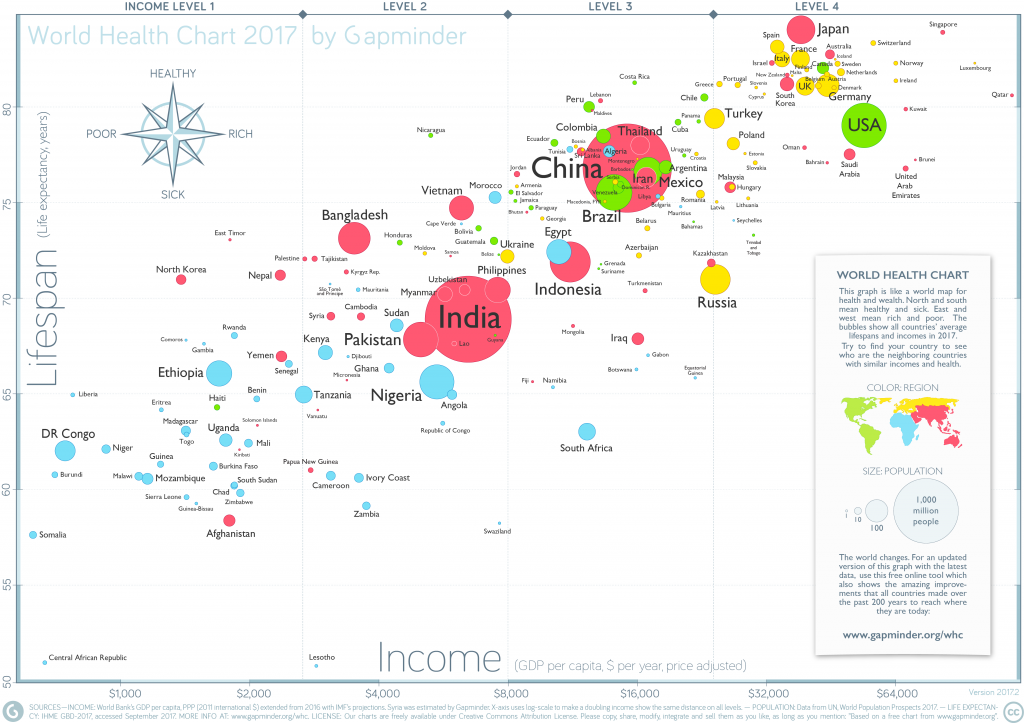 INCOME LEVEL 1
LEVEL 2
LEVEL 3
LEVEL 4
World Health Chart 2017 by Gapminder
HEALTHY
POOR
RICH
SICK
Lifespan (Life expectancy, years)
80
75
70
65
60
55
50
Japan
Singapore
Spain
France
Italy
Australia
Switzerland
Iceland
Israel
Finland
Canada
Sweden
Norway
Luxembourg
New Zealand
Malta
Netherlands
Costa Rica
Greece
Portugal
Slovenia
South
Korea
UK
Belgium
Austria
Denmark
Ireland
Germany
Cyprus
Qatar
Lebanon
Peru
Maldives
Chile
Kuwait
Nicaragua
Colombia
Thailand
Panama
Cuba
Turkey
USA
Ecuador
Tunisia
Bosnia
Albania
Sri Lanka
Algeria
Uruguay
Croatia
Poland
Estonia
Slovakia
Oman
Bahrain
Saudi
Arabia
Brunei
United
Arab
Emirates
China
Montenegro
Barbados
Argentina
Jordan
Serbia
Iran
Mexico
Malaysia
Hungary
Vietnam
Morocco
Armenia
El Salvador
Jamaica
Venezuela
Dominican R.
Libya
Macedonia, FYR
Bulgaria
Romania
Latvia
Lithuania
Bhutan
Paraguay
Georgia
Brazil
Mauritius
Seychelles
Bangladesh
Cape Verde
Bolivia
Belarus
Bahamas
Trinidad
and
Tobago
East Timor
Honduras
Guatemala
Egypt
Moldova
Samoa
Belize
Ukraine
Azerbaijan
Kazakhstan
Palestine
Tajikistan
North Korea
Nepal
Kyrgyz Rep.
Philippines
Grenada
Suriname
Uzbekistan
Indonesia
Turkmenistan
Russia
São Tomé
and Principe
Mauritania
Myanmar
Syria
Cambodia
Sudan
India
Rwanda
Comoros
Gambia
Kenya
Pakistan
Lao
Guyana
Mongolia
Iraq
Yemen
Senegal
Djibouti
Gabon
Ethiopia
Micronesia
Ghana
Botswana
Equatorial
Guinea
Nigeria
Fiji
Namibia
Liberia
Eritrea
Haiti
Benin
Tanzania
Angola
Madagascar
Solomon Islands
Vanuatu
Republic of Congo
DR Congo
Togo
Uganda
Mali
South Africa
Niger
Kiribati
Guinea
Burkina Faso
Papua New Guinea
Burundi
Malawi
Mozambique
South Sudan
Cameroon
Ivory Coast
Sierra Leone
Chad
Zimbabwe
Guinea-Bissau
Zambia
Afghanistan
Swaziland
Somalia
Central African Republic
Lesotho
WORLD HEALTH CHART
This graph is like a world map for
health and wealth. North and south
mean healthy and sick. East and
west mean rich and poor. The
bubbles show all countries' average
lifespans and incomes in 2017.
Try to find your country to see
who are the neighboring countries
with similar incomes and health.
COLOR: REGION
SIZE: POPULATION
1
10
100
1,000
million
people
The world changes. For an updated
version of this graph with the latest
data, use this free online tool which
also shows the amazing improve-
ments that all countries made over
the past 200 years to reach where
they are today:
www.gapminder.org/whc
Income (GDP per capita, $ per year, price adjusted)
$1,000
$2,000
$4,000
$8,000
$16,000
$32,000
$64,000
Version 2017.2
SOURCES—INCOME: World Bank's GDP per capita, PPP (2011 international $) extended from 2016 with IMF's projections, Syria was estimated by Gapminder. X-axis uses log-scale to make a doubling income show the same distance on all levels. — POPULATION: Data from UN, World Population Prospects 2017. — LIFE EXPECTAN-
CY: IHME GBD-2017, accessed September 2017. MORE INFO AT: www.gapminder.org/whc. LICENSE: Our charts are freely available under Creative Commons Attribution License. Please copy, share, modify, integrate and sell them as you like, as long as you mention: "Based on a free chart from www.gapminder.org".
CC